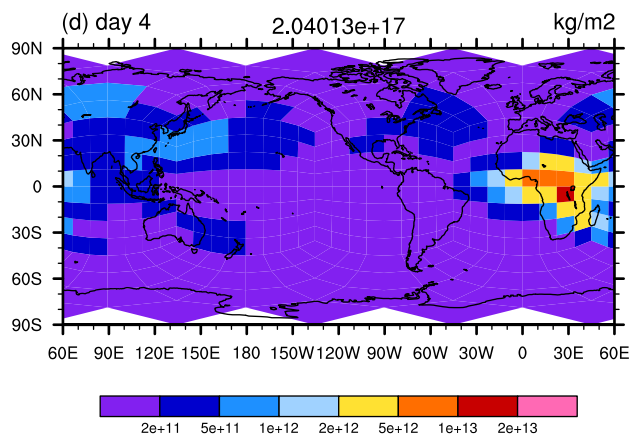 (d) day 4 2.04013e+17 kg/m2
90N
60N
30N
0
30S
60S
90S
60E 90E 120E 150E 180 150W 120W 90W 60W 30W 0 30E 60E
2e+11 5e+11 1e+12 2e+12 5e+12 1e+13 2e+13